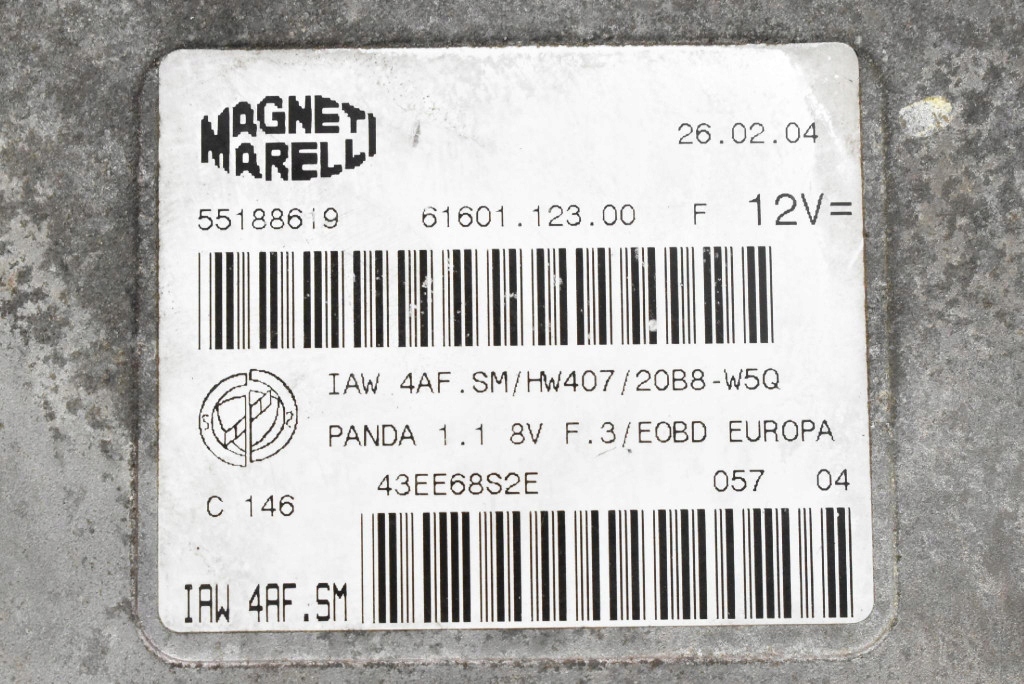 MAGNETI
MARELLI
26.02.04
55188619 61601.123.00 F 12V=
IAW 4AF.SM/HW407/20B8-W5Q
PANDA 1.1 8V F.3/EOBD EUROPA
43EE68S2E 057 04
C 146
IAW 4AF.SM